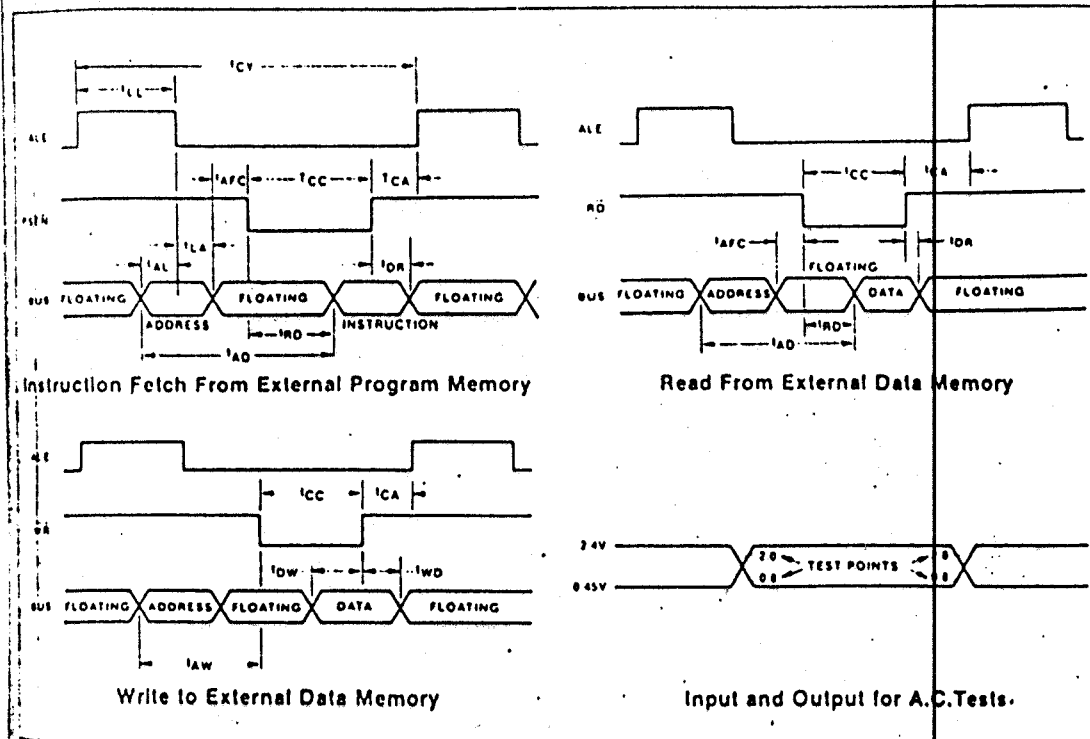 tCY
tLL
ALE
tAFC
tCC
tCA
PSEN
tLA
tAL
tDR
BUS
FLOATING
FLOATING
FLOATING
ADDRESS
INSTRUCTION
tRD
tAD
Instruction Fetch From External Program Memory
ALE
tCC
tCA
RD
tAFC
tDR
FLOATING
BUS
FLOATING
ADDRESS
DATA
FLOATING
tRD
tAD
Read From External Data Memory
ALE
tCC
tCA
WR
tDW
tWD
BUS
FLOATING
ADDRESS
FLOATING
DATA
FLOATING
tAW
Write to External Data Memory
2.4V
2.0
TEST POINTS
0.8
0.8
0.45V
Input and Output for A.C.Tests.